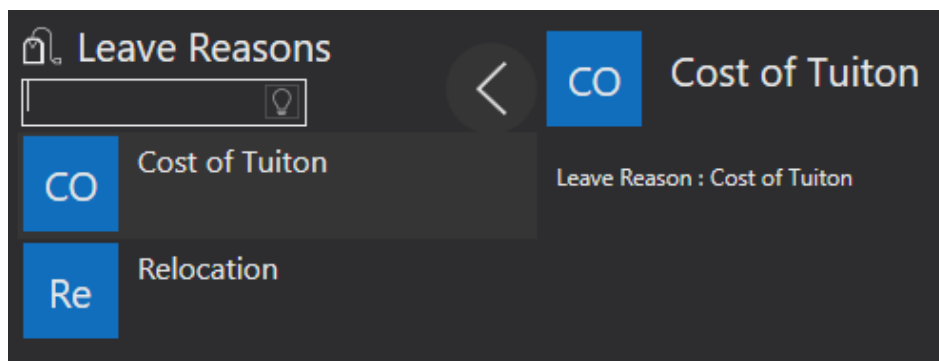 Leave Reasons
CO
Cost of Tuiton
Re
Relocation
CO
Cost of Tuiton
Leave Reason : Cost of Tuiton